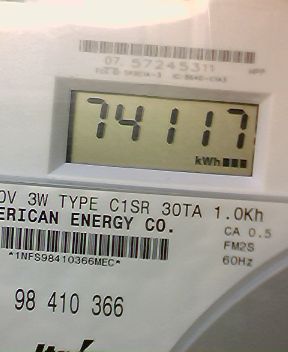 07. 57245311
74117
kWh
0V 3W TYPE C1SR 30TA 1.0Kh
ERICAN ENERGY CO.
CA 0.5
FM2S
60Hz
*1NFS98410366MEC*
98 410 366